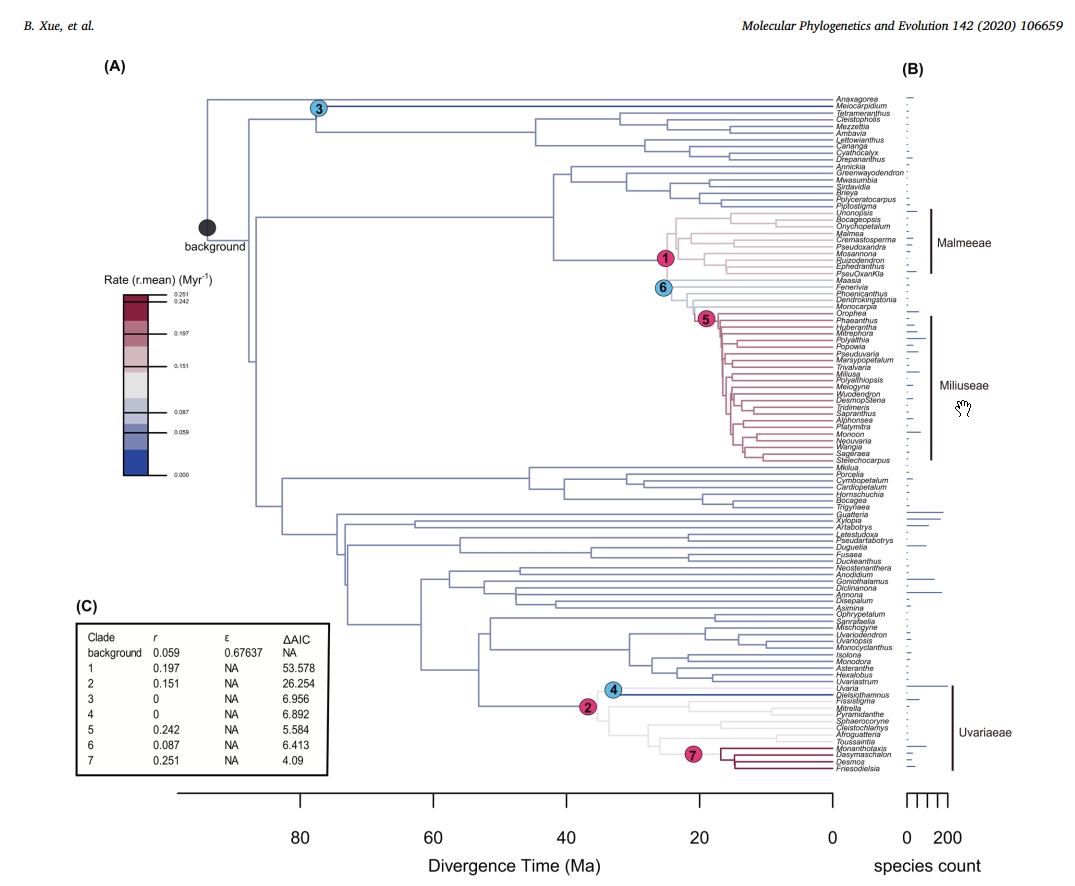 B. Xue, et al.
Molecular Phylogenetics and Evolution 142 (2020) 106659
(A)
(B)
Anaxagorea
Meiocarpidium
Tetrameranthus
Cleistopholis
Mezzettia
Ambavia
Lettowianthus
Cananga
Cyathocalyx
Drepananthus
Annickia
Greenwayodendron
Mwasumbia
Sirdavidia
Brieya
Polyceratocarpus
Piptostigma
Unonopsis
Bocageopsis
Onychopetalum
Malmea
Cremastosperma
Pseudoxandra
Mosannona
Ruizodendron
Ephedranthus
PseuOxanKla
Maasia
Fenerivia
Phoenicanthus
Dendrokingstonia
Monocarpia
Orophea
Phaeanthus
Huberantha
Mitrephora
Polyalthia
Popowia
Pseuduvaria
Marsypopetalum
Trivalvaria
Miliusa
Polyalthiopsis
Meiogyne
Wuodendron
DesmopStena
Tridimeris
Sapranthus
Alphonsea
Platymitra
Monoon
Neouvaria
Wangia
Sageraea
Stelechocarpus
Mkilua
Porcelia
Cymbopetalum
Cardiopetalum
Hornschuchia
Bocagea
Trigynaea
Guatteria
Xylopia
Artabotrys
Letestudoxa
Pseudartabotrys
Duguetia
Fusaea
Duckeanthus
Neostenanthera
Anodidium
Goniothalamus
Diclinanona
Annona
Disepalum
Asimina
Ophrypetalum
Sanrafaelia
Mischogyne
Uvariodendron
Uvariopsis
Monocyclanthus
Isolona
Monodora
Asteranthe
Hexalobus
Uvariastrum
Uvaria
Dielsiothamnus
Fissistigma
Mitrella
Pyramidanthe
Sphaerocoryne
Cleistochlamys
Afroguatteria
Toussaintia
Monanthotaxis
Dasymaschalon
Desmos
Friesodielsia
Malmeeae
Miliuseae
Uvariaeae
3
1
6
5
4
2
7
background
Rate (r.mean) (Myr-1)
0.251
0.242
0.197
0.151
0.087
0.059
0.000
(C)
Clade r ε ΔAIC
background 0.059 0.67637 NA
1 0.197 NA 53.578
2 0.151 NA 26.254
3 0 NA 6.956
4 0 NA 6.892
5 0.242 NA 5.584
6 0.087 NA 6.413
7 0.251 NA 4.09
80 60 40 20 0
Divergence Time (Ma)
0 200
species count